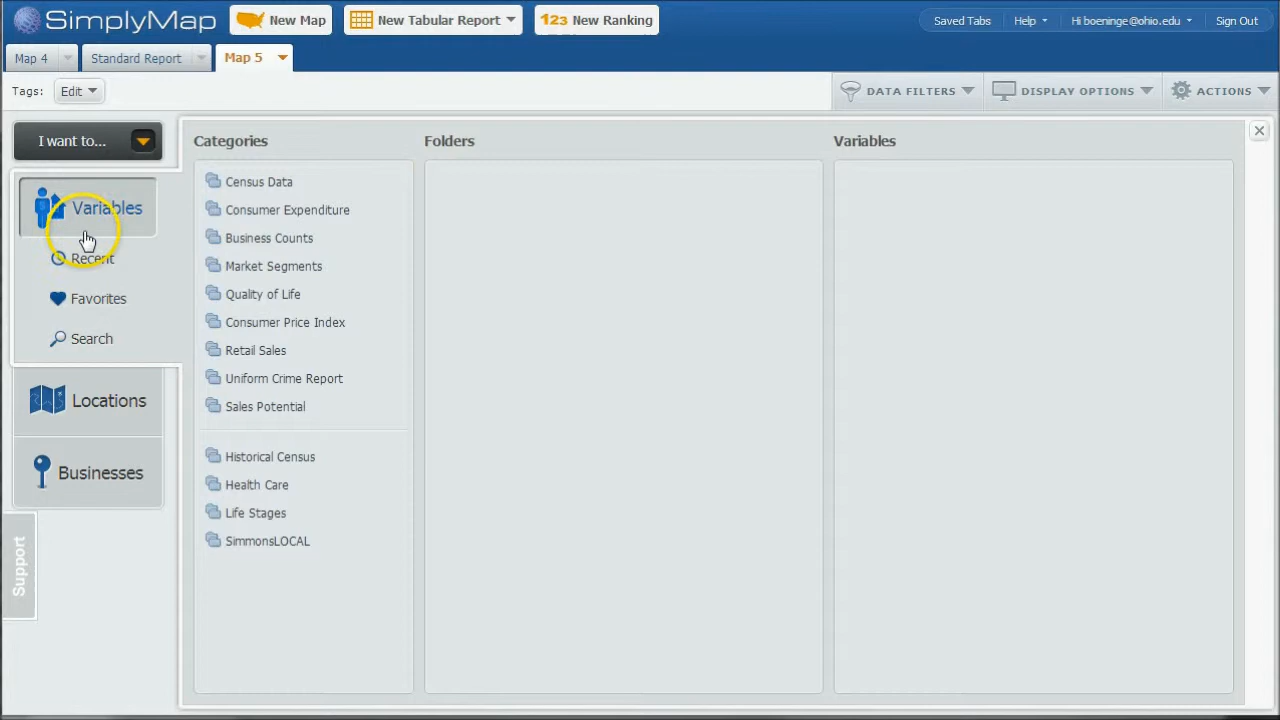 SimplyMap
New Map
New Tabular Report
123 New Ranking
Saved Tabs
Help
Hi boeninge@ohio.edu
Sign Out
Map 4
Standard Report
Map 5
Tags:
Edit
DATA FILTERS
DISPLAY OPTIONS
ACTIONS
I want to...
Variables
Recent
Favorites
Search
Locations
Businesses
Support
Categories
Census Data
Consumer Expenditure
Business Counts
Market Segments
Quality of Life
Consumer Price Index
Retail Sales
Uniform Crime Report
Sales Potential
Historical Census
Health Care
Life Stages
SimmonsLOCAL
Folders
Variables